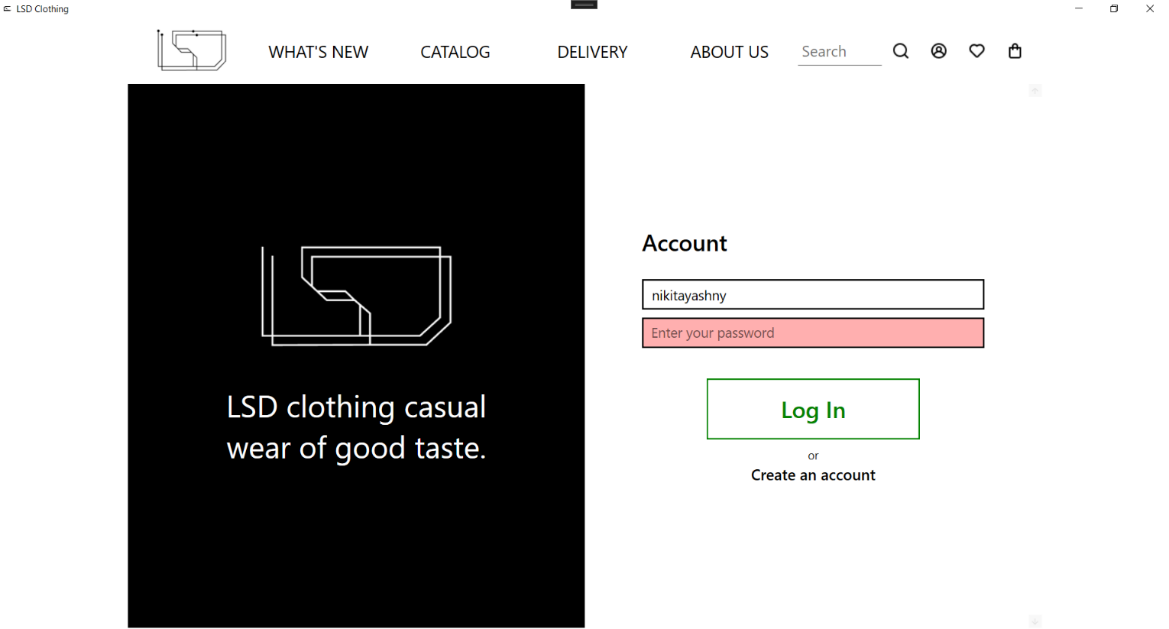 LSD Clothing
WHAT'S NEW
CATALOG
DELIVERY
ABOUT US
Search
LSD clothing casual
wear of good taste.
Account
nikitayashny
Enter your password
Log In
or
Create an account